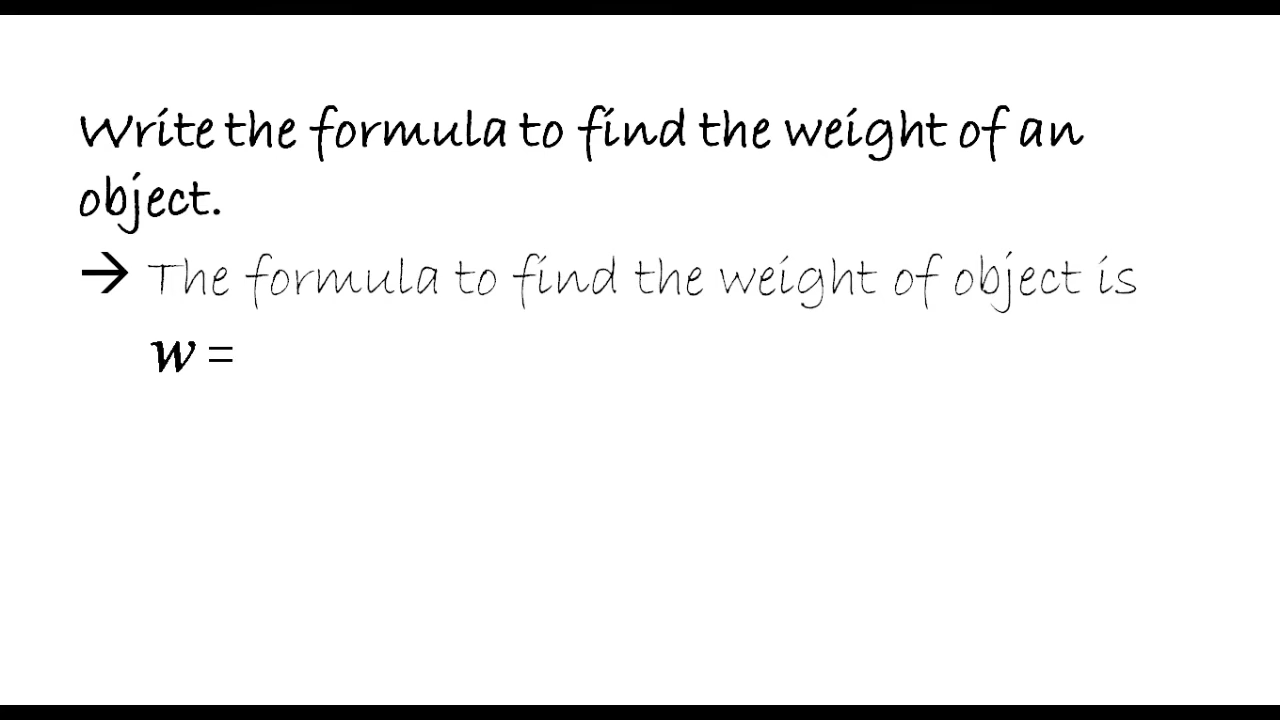 Write the formula to find the weight of an
object.
→ The formula to find the weight of object is
w =